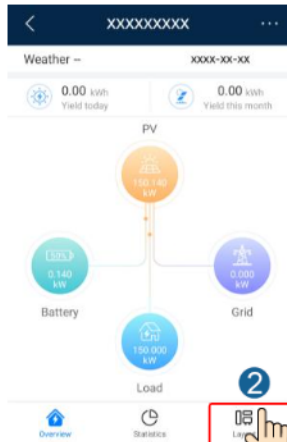 XXXXXXXXX
Weather --
XXXX-XX-XX
0.00 kWh
Yield today
0.00 kWh
Yield this month
PV
150.140
kW
50%
0.140
kW
0.000
kW
Battery
Grid
150.000
kW
Load
2
Overview
Statistics